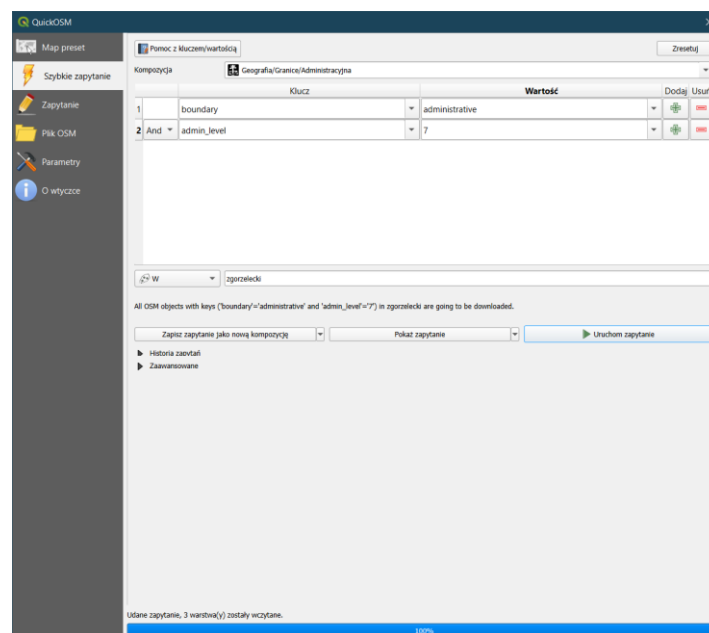 QuickOSM
Map preset
Szybkie zapytanie
Zapytanie
Plik OSM
Parametry
O wtyczce
Pomoc z kluczem/wartością
Zresetuj
Kompozycja Geografia/Granice/Administracyjna
Klucz Wartość Dodaj Usuń
1 boundary administrative
2 And admin_level 7
W zgorzelecki
All OSM objects with keys ('boundary'='administrative' and 'admin_level'='7') in zgorzelecki are going to be downloaded.
Zapisz zapytanie jako nową kompozycję Pokaż zapytanie Uruchom zapytanie
Historia zapytań
Zaawansowane
Udane zapytanie, 3 warstwa(y) zostały wczytane.
100%